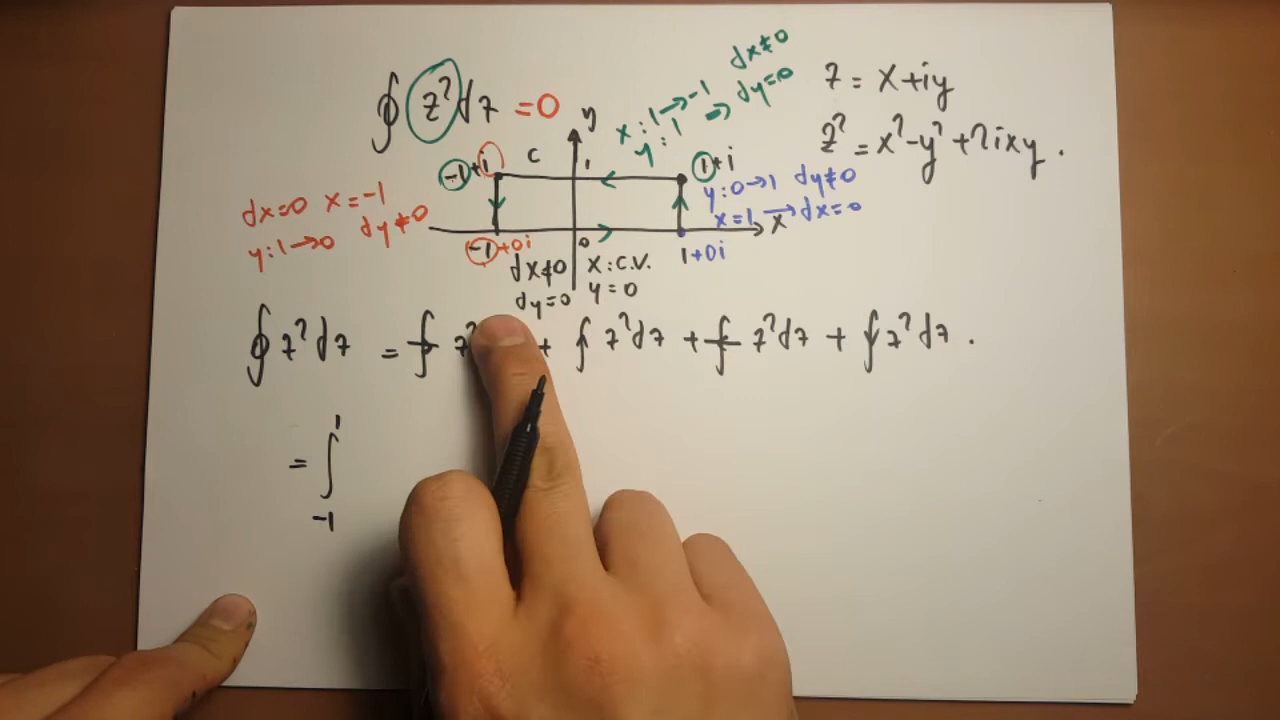 ∮ z² dz = 0
x : 1 → -1 dx ≠ 0
y : 1 ⇒ dy = 0
z = x + iy
z² = x² - y² + 2ixy .
y
-1 + i
C
1
1 + i
dx = 0 x = -1
y : 1 → 0 dy ≠ 0
y : 0 → 1 dy ≠ 0
x = 1 → dx = 0
x
-1 + 0i
0
1 + 0i
dx ≠ 0 x : C.V.
dy = 0 y = 0
∮ z² dz = ∫ z² + ∫ z² dz + ∫ z² dz + ∫ z² dz .
= ∫
1
-1